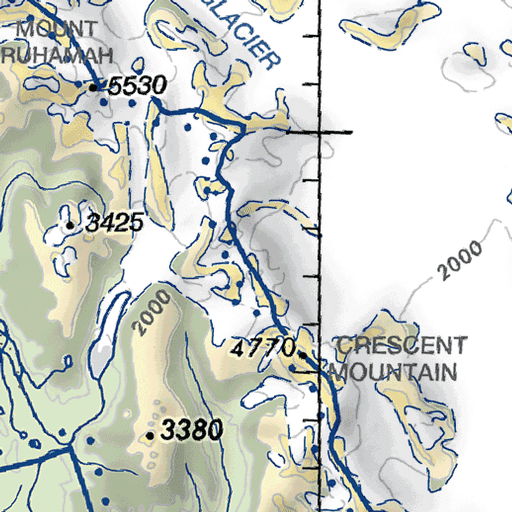 GLACIER
MOUNT
RUHAMAH
5530
3425
2000
2000
4770
CRESCENT
MOUNTAIN
3380